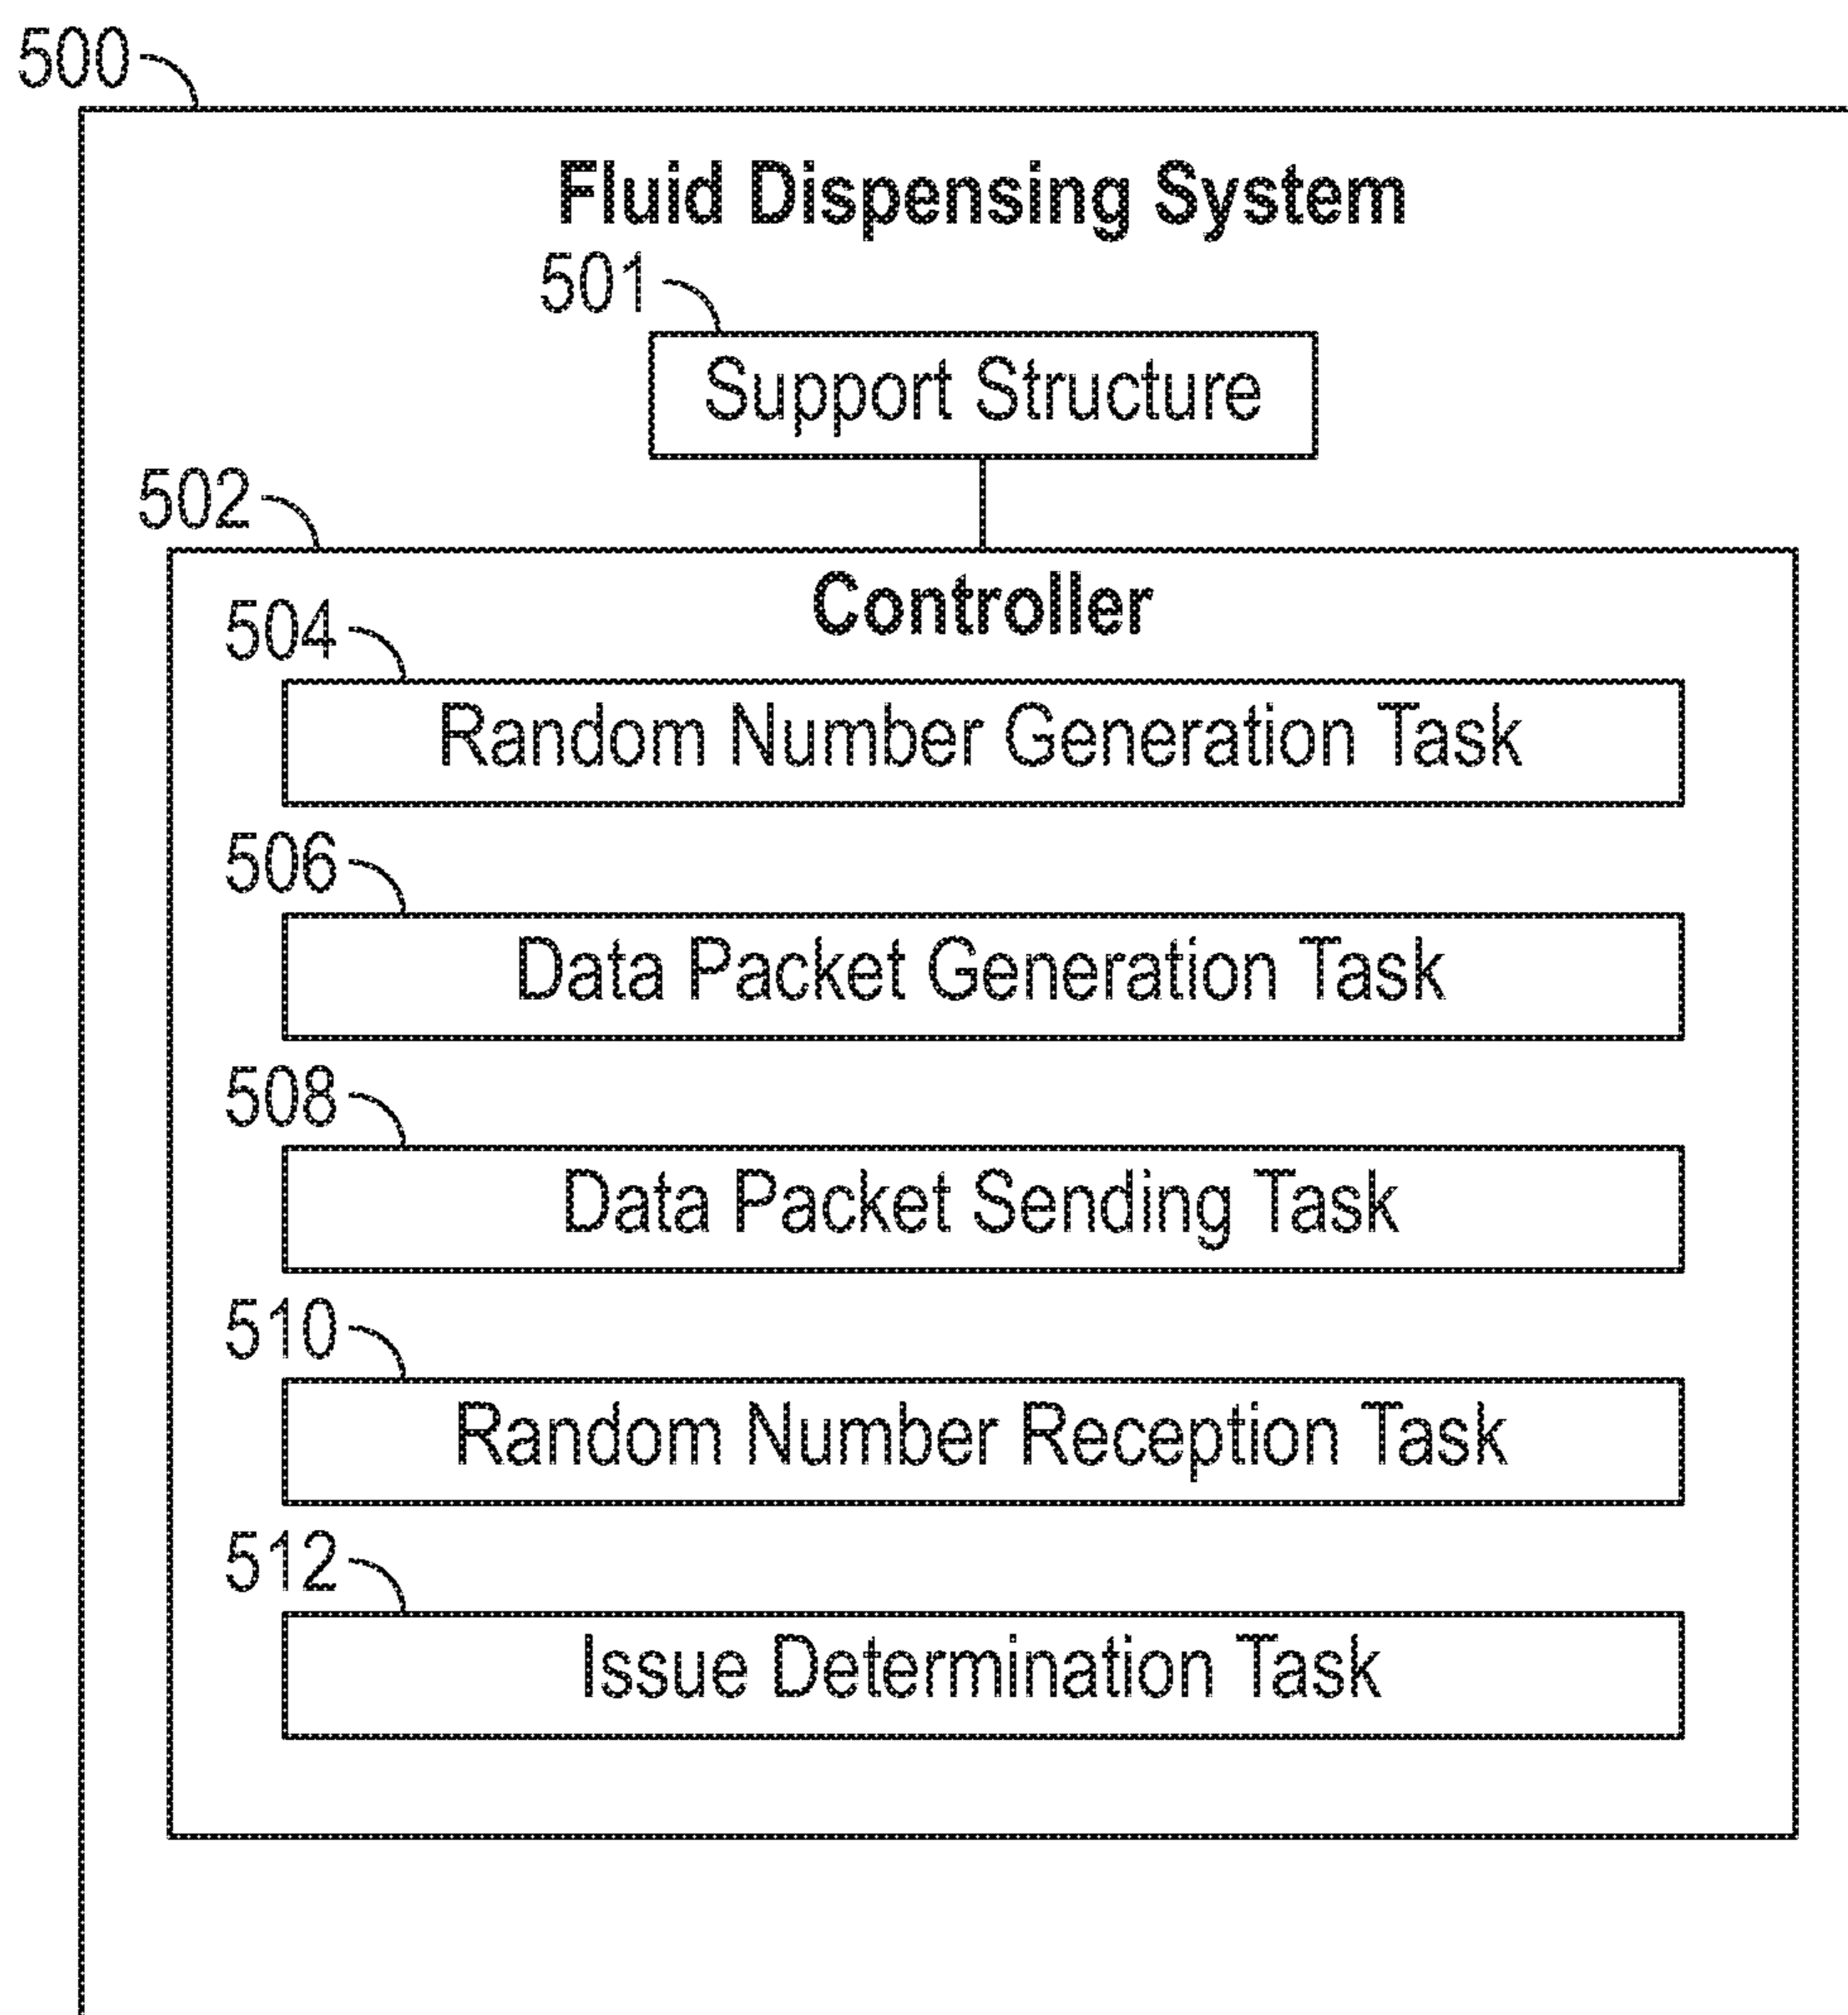 500
Fluid Dispensing System
501
Support Structure
502
Controller
504
Random Number Generation Task
506
Data Packet Generation Task
508
Data Packet Sending Task
510
Random Number Reception Task
512
Issue Determination Task